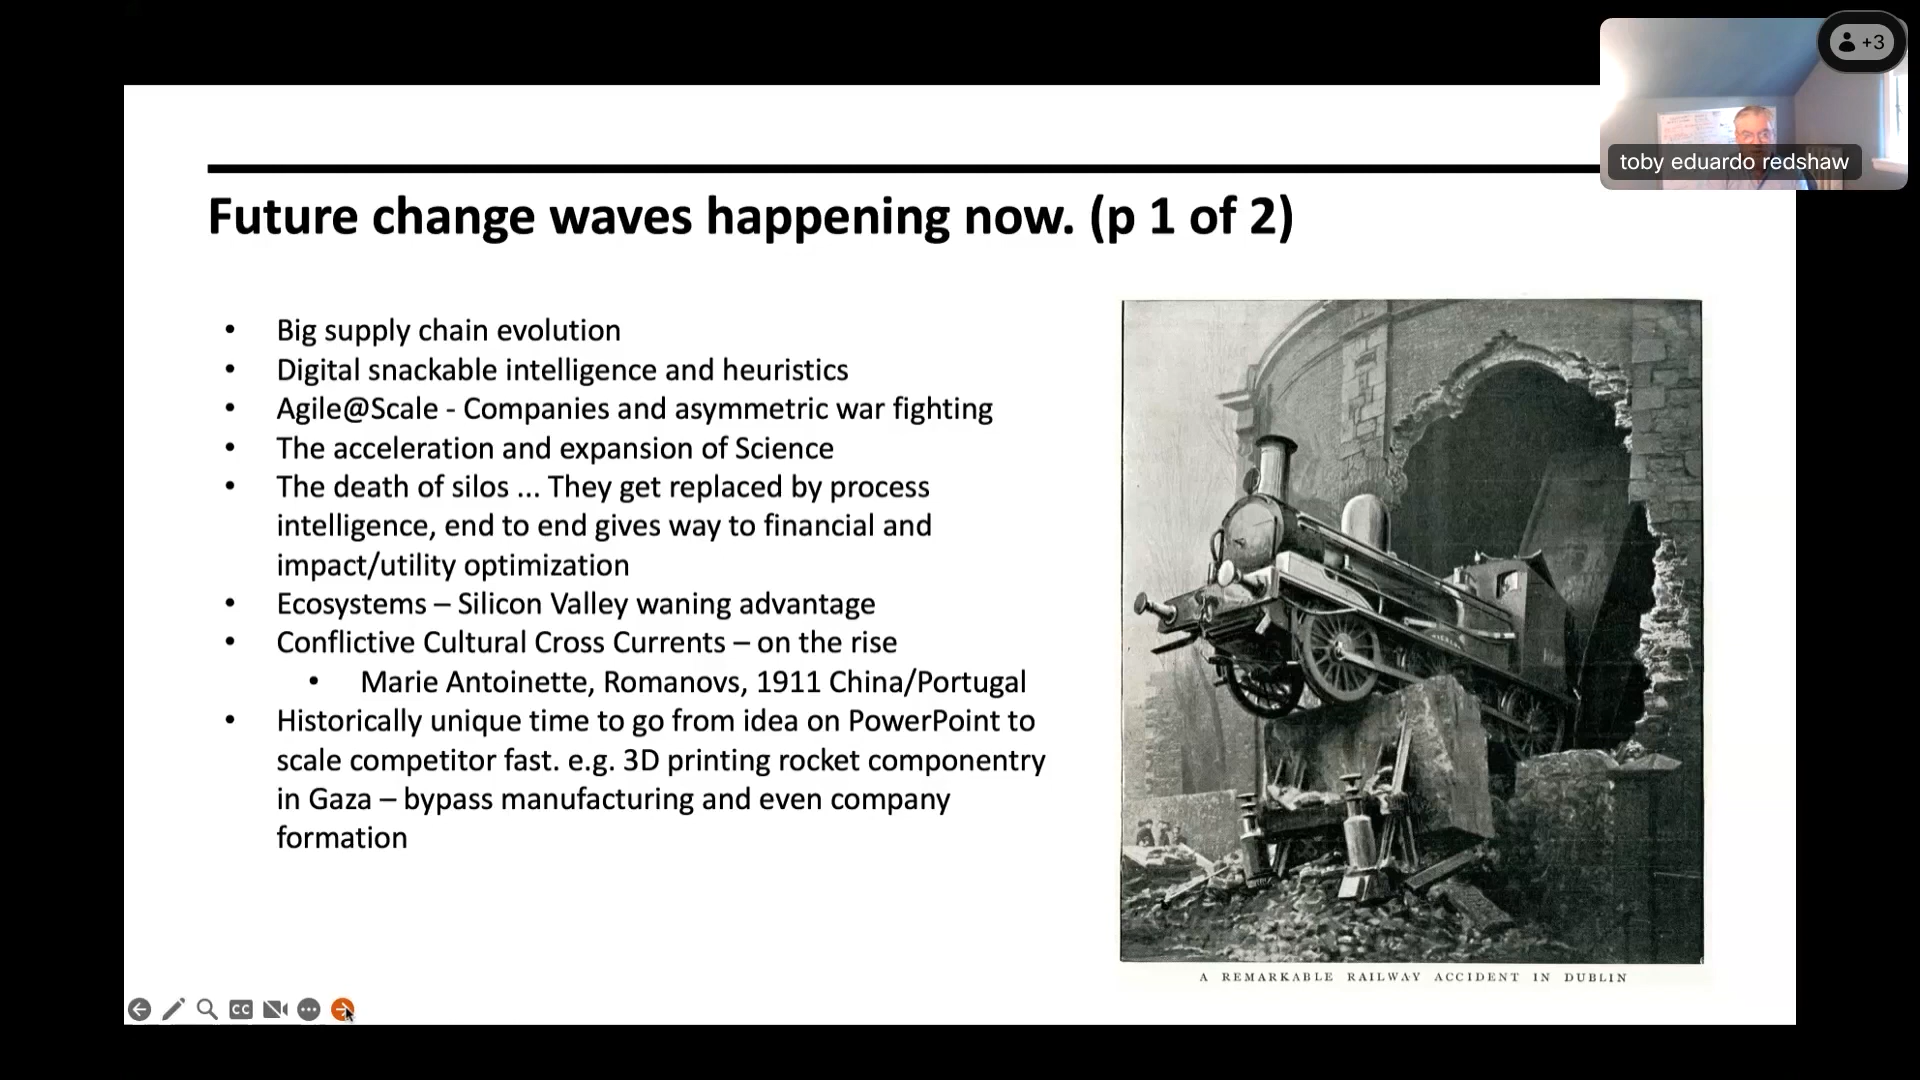 +3
toby eduardo redshaw
Future change waves happening now. (p 1 of 2)
• Big supply chain evolution
• Digital snackable intelligence and heuristics
• Agile@Scale - Companies and asymmetric war fighting
• The acceleration and expansion of Science
• The death of silos ... They get replaced by process
intelligence, end to end gives way to financial and
impact/utility optimization
• Ecosystems – Silicon Valley waning advantage
• Conflictive Cultural Cross Currents – on the rise
• Marie Antoinette, Romanovs, 1911 China/Portugal
• Historically unique time to go from idea on PowerPoint to
scale competitor fast. e.g. 3D printing rocket componentry
in Gaza – bypass manufacturing and even company
formation
A REMARKABLE RAILWAY ACCIDENT IN DUBLIN
CC